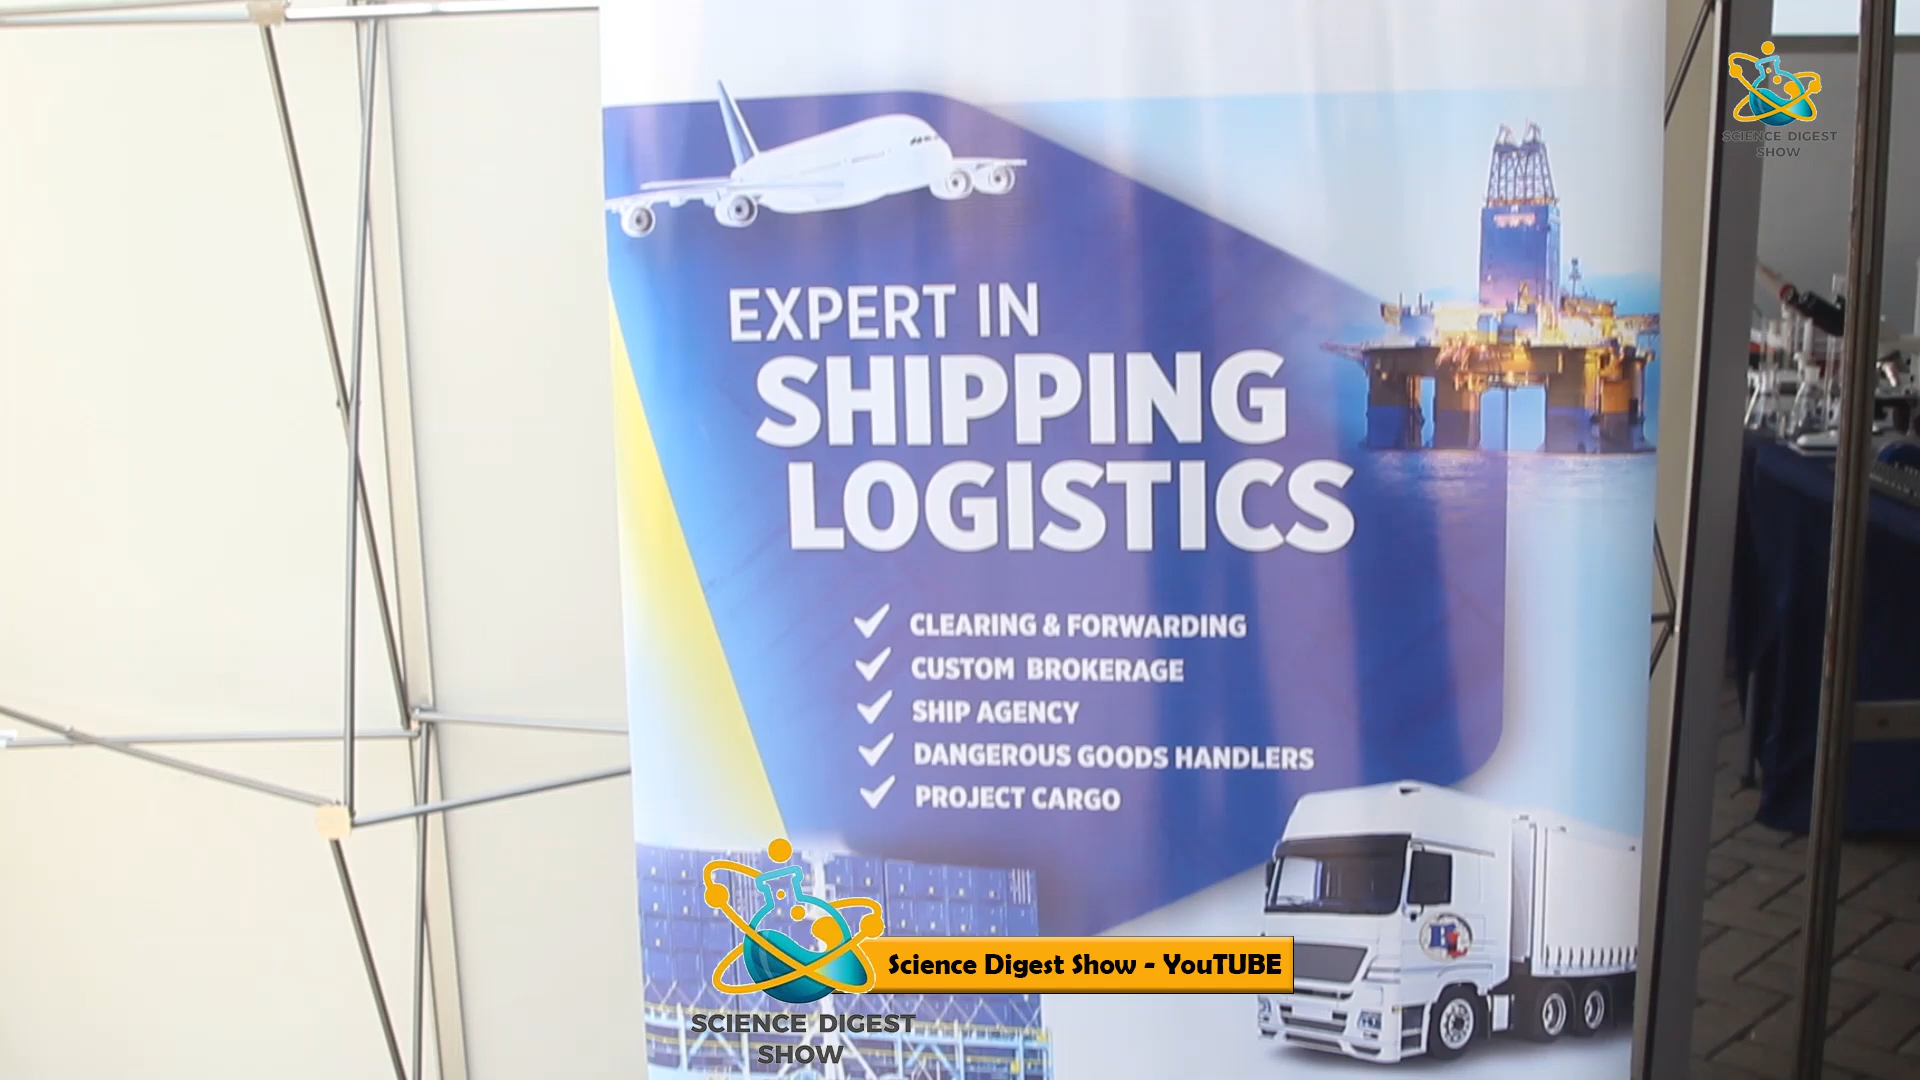 SCIENCE DIGEST
SHOW
EXPERT IN
SHIPPING
LOGISTICS
CLEARING & FORWARDING
CUSTOM BROKERAGE
SHIP AGENCY
DANGEROUS GOODS HANDLERS
PROJECT CARGO
Science Digest Show - YouTUBE
SCIENCE DIGEST
SHOW